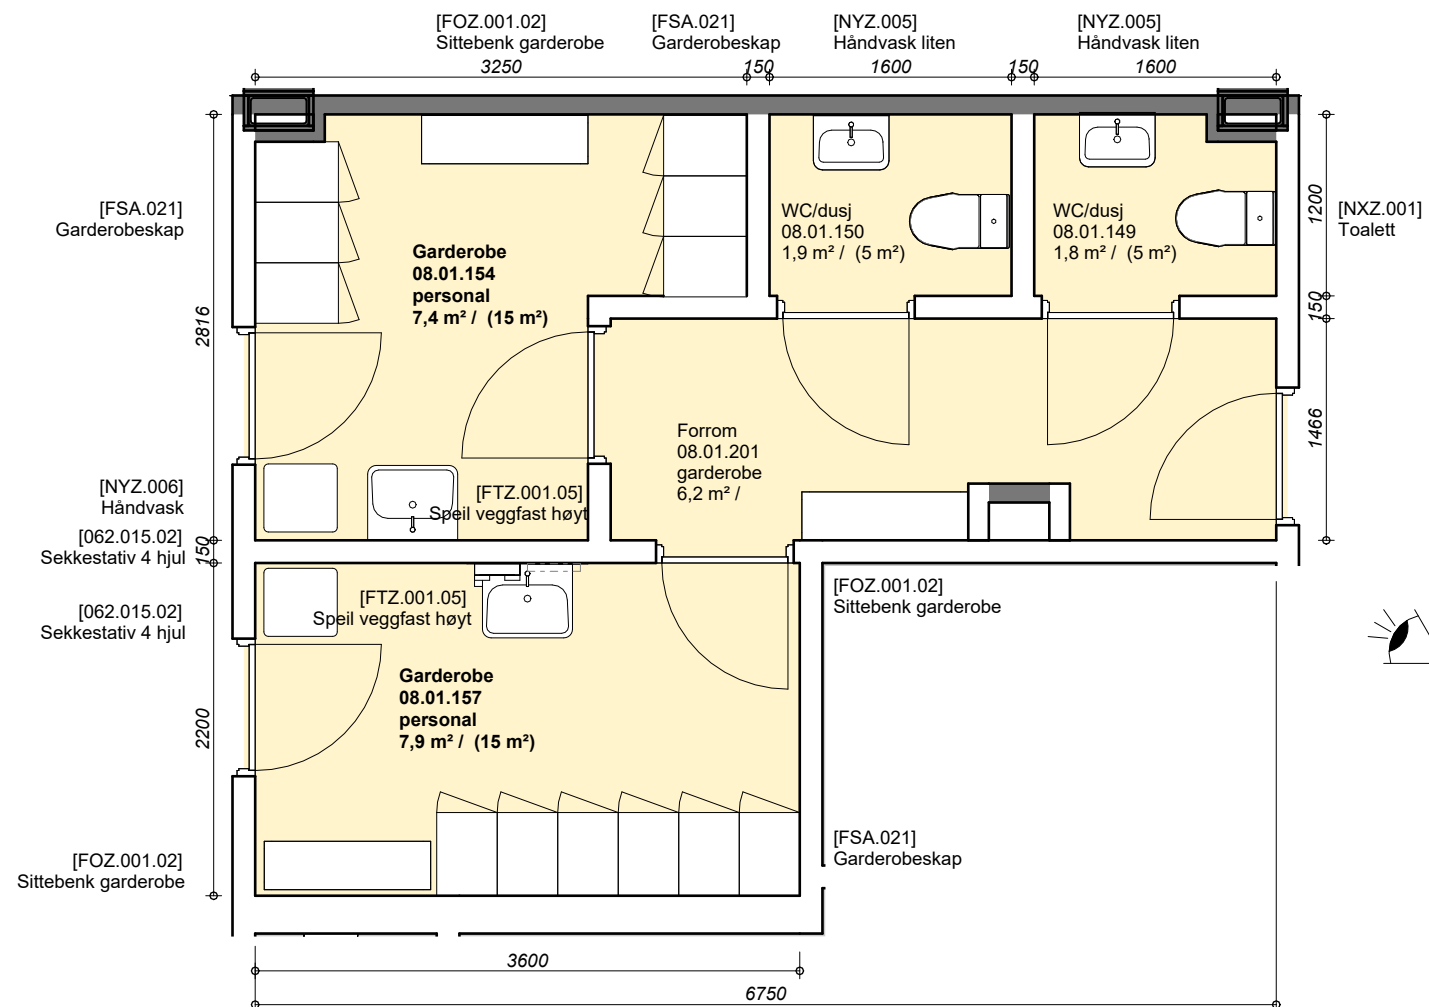 [FOZ.001.02]
Sittebenk garderobe
[FSA.021]
Garderobeskap
[NYZ.005]
Håndvask liten
[NYZ.005]
Håndvask liten
3250
150
1600
150
1600
[FSA.021]
Garderobeskap
Garderobe
08.01.154
personal
7,4 m² / (15 m²)
WC/dusj
08.01.150
1,9 m² / (5 m²)
WC/dusj
08.01.149
1,8 m² / (5 m²)
1200
[NXZ.001]
Toalett
2816
150
1466
Forrom
08.01.201
garderobe
6,2 m² /
[NYZ.006]
Håndvask
[FTZ.001.05]
Speil veggfast høyt
[062.015.02]
Sekkestativ 4 hjul
150
[062.015.02]
Sekkestativ 4 hjul
[FTZ.001.05]
Speil veggfast høyt
[FOZ.001.02]
Sittebenk garderobe
Garderobe
08.01.157
personal
7,9 m² / (15 m²)
2200
[FOZ.001.02]
Sittebenk garderobe
[FSA.021]
Garderobeskap
3600
6750